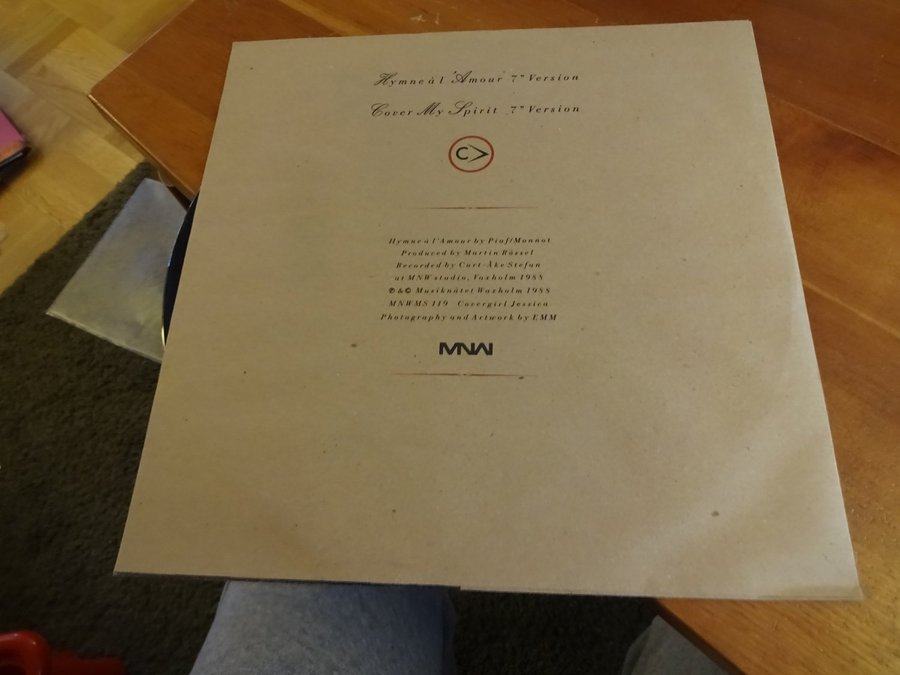 Hymne à l'Amour 7" Version
Cover My Spirit 7" Version
C>
Hymne à l'Amour by Piaf/Monnot
Produced by Martin Rössel
Recorded by Curt-Åke Stefan
at MNW studio, Vaxholm 1988
℗ & © Musiknätet Waxholm 1988
MNWMS 119 Covergirl Jessica
Photography and Artwork by EMM
MNW